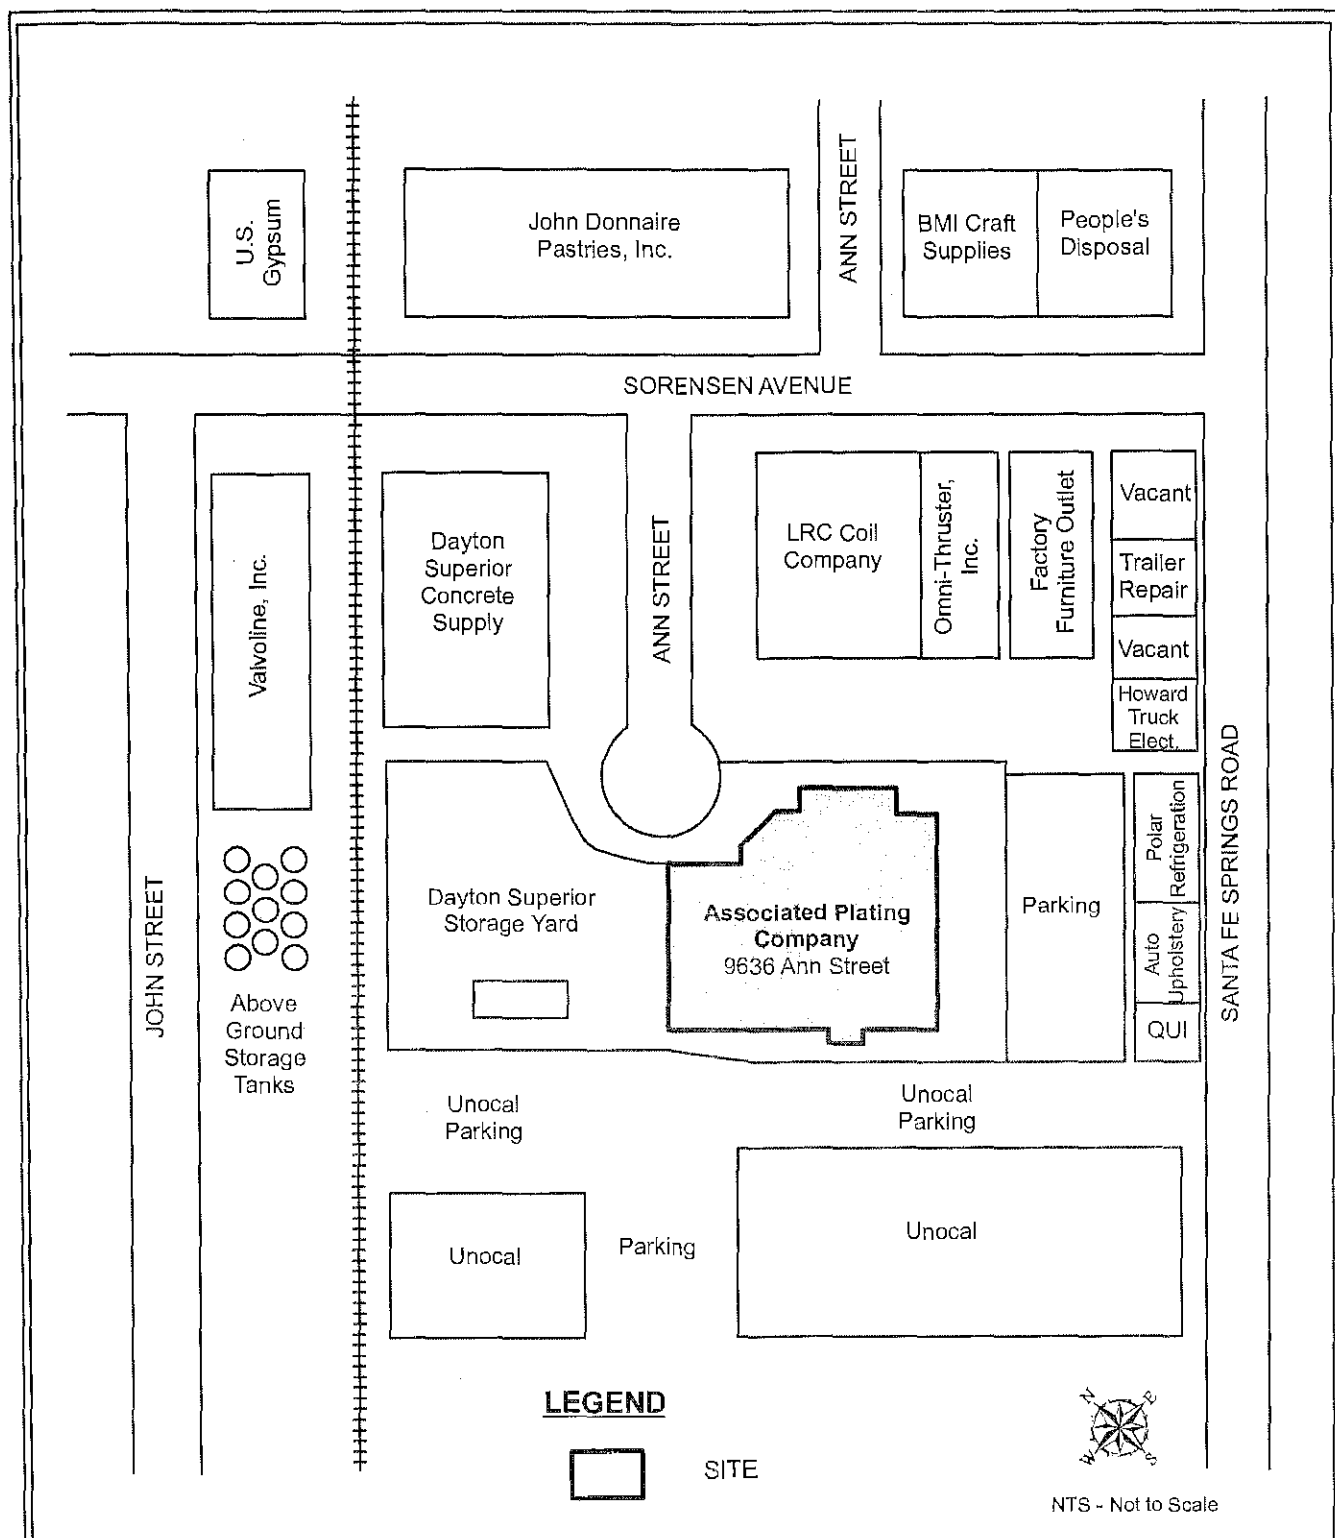 U.S.
Gypsum
John Donnaire
Pastries, Inc.
ANN STREET
BMI Craft
Supplies
People's
Disposal
SORENSEN AVENUE
Valvoline, Inc.
Dayton
Superior
Concrete
Supply
ANN STREET
LRC Coil
Company
Omni-Thruster,
Inc.
Factory
Furniture Outlet
Vacant
Trailer
Repair
Vacant
Howard
Truck
Elect.
JOHN STREET
Above
Ground
Storage
Tanks
Dayton Superior
Storage Yard
Associated Plating
Company
9636 Ann Street
Parking
Polar
Refrigeration
Auto
Upholstery
QUI
SANTA FE SPRINGS ROAD
Unocal
Parking
Unocal
Parking
Unocal
Parking
Unocal
LEGEND
SITE
N
E
W
S
NTS - Not to Scale